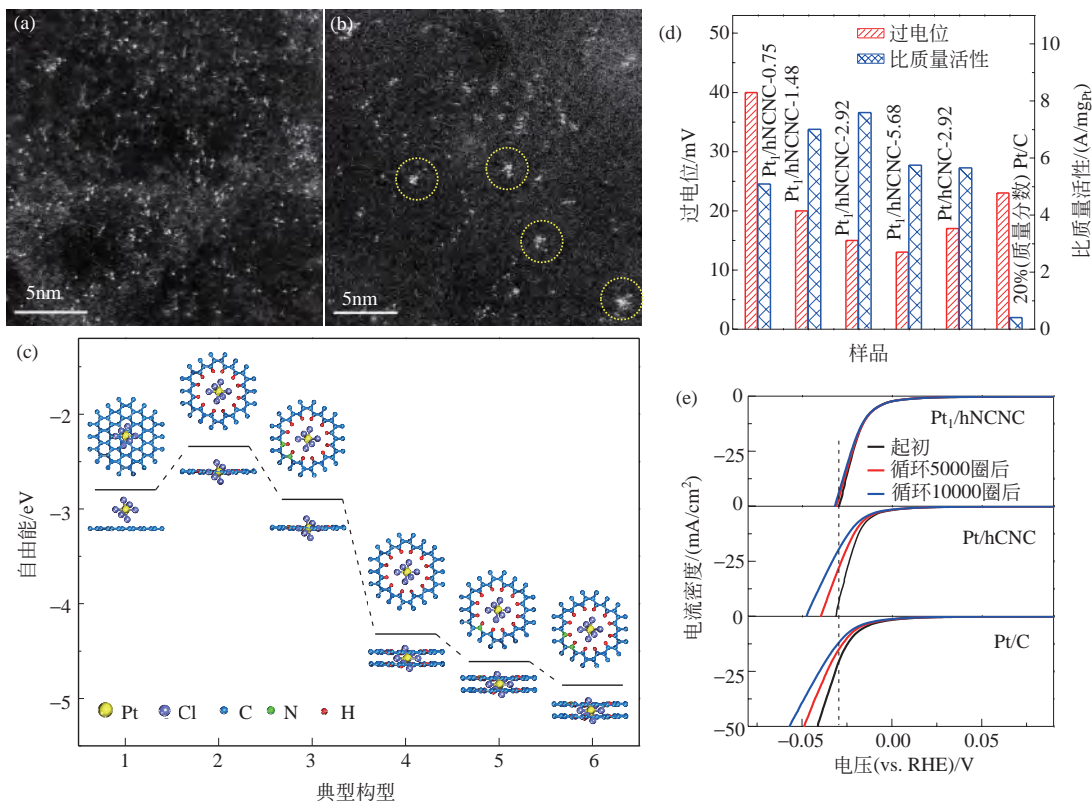 (a)
5nm
(b)
5nm
(c)
自由能/eV
−2
−3
−4
−5
Pt Cl C N H
1 2 3 4 5 6
典型构型
(d)
过电位
比质量活性
过电位/mV
50
40
30
20
10
0
Pt₁/hNCNC-0.75
Pt₁/hNCNC-1.48
Pt₁/hNCNC-2.92
Pt₁/hNCNC-5.68
Pt/hCNC-2.92
20%(质量分数) Pt/C
10
8
6
4
2
0
比质量活性/(A/mgPt)
样品
(e)
电流密度/(mA/cm²)
0
−25
0
−25
0
−25
−50
Pt₁/hNCNC
起初
循环5000圈后
循环10000圈后
Pt/hCNC
Pt/C
−0.05 0.00 0.05
电压(vs. RHE)/V